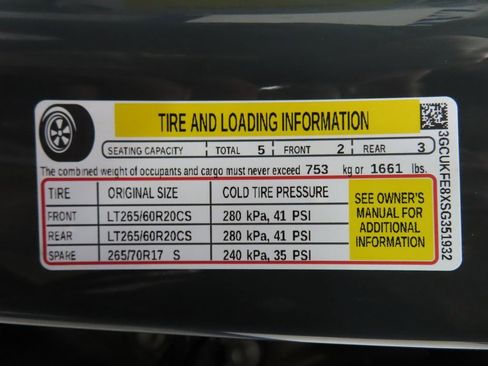 TIRE AND LOADING INFORMATION
SEATING CAPACITY TOTAL 5 FRONT 2 REAR 3
The combined weight of occupants and cargo must never exceed 753 kg or 1661 lbs.
TIRE ORIGINAL SIZE COLD TIRE PRESSURE
FRONT LT265/60R20CS 280 kPa, 41 PSI
REAR LT265/60R20CS 280 kPa, 41 PSI
SPARE 265/70R17 S 240 kPa, 35 PSI
SEE OWNER'S
MANUAL FOR
ADDITIONAL
INFORMATION
3GCUKFE8XSG351932